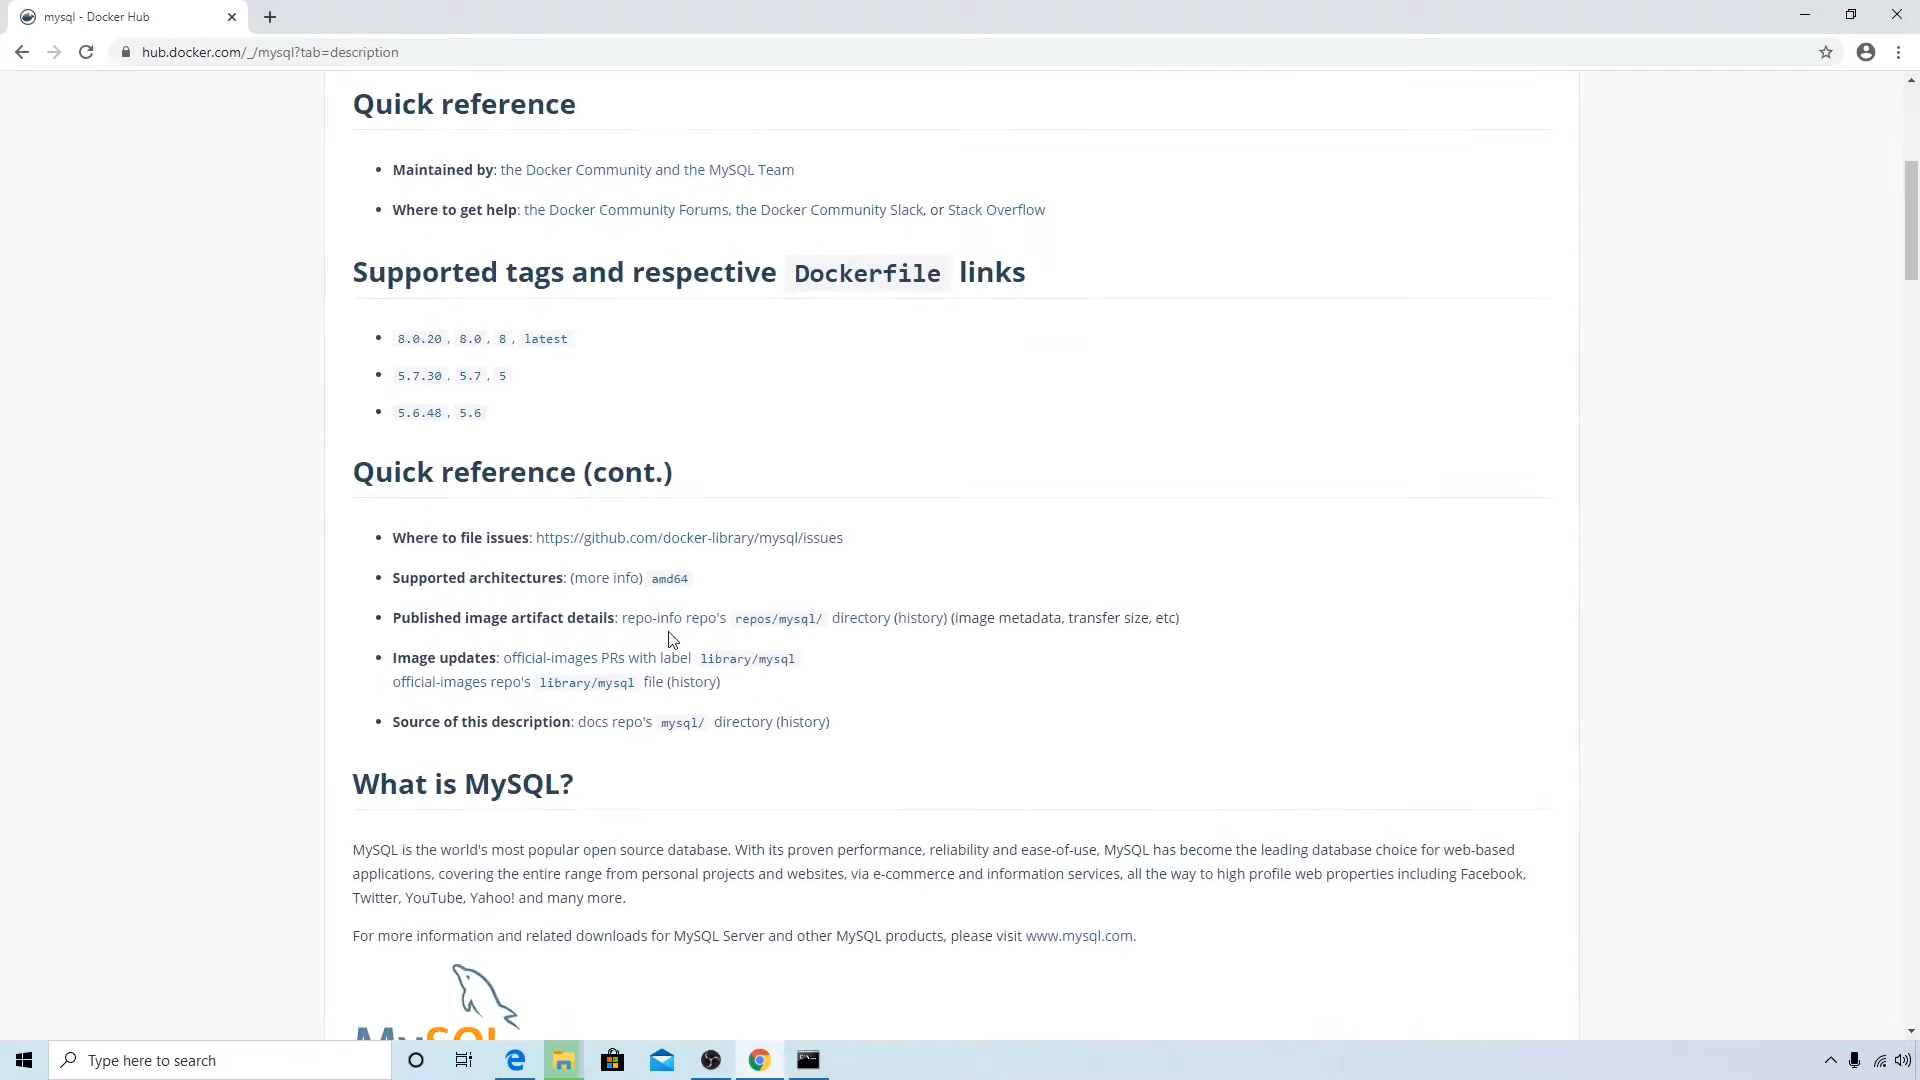 mysql - Docker Hub
hub.docker.com/_/mysql?tab=description
Quick reference
• Maintained by: the Docker Community and the MySQL Team
• Where to get help: the Docker Community Forums, the Docker Community Slack, or Stack Overflow
Supported tags and respective Dockerfile links
• 8.0.20, 8.0, 8, latest
• 5.7.30, 5.7, 5
• 5.6.48, 5.6
Quick reference (cont.)
• Where to file issues: https://github.com/docker-library/mysql/issues
• Supported architectures: (more info) amd64
• Published image artifact details: repo-info repo's repos/mysql/ directory (history) (image metadata, transfer size, etc)
• Image updates: official-images PRs with label library/mysql
official-images repo's library/mysql file (history)
• Source of this description: docs repo's mysql/ directory (history)
What is MySQL?
MySQL is the world's most popular open source database. With its proven performance, reliability and ease-of-use, MySQL has become the leading database choice for web-based
applications, covering the entire range from personal projects and websites, via e-commerce and information services, all the way to high profile web properties including Facebook,
Twitter, YouTube, Yahoo! and many more.
For more information and related downloads for MySQL Server and other MySQL products, please visit www.mysql.com.
MySQL
Type here to search